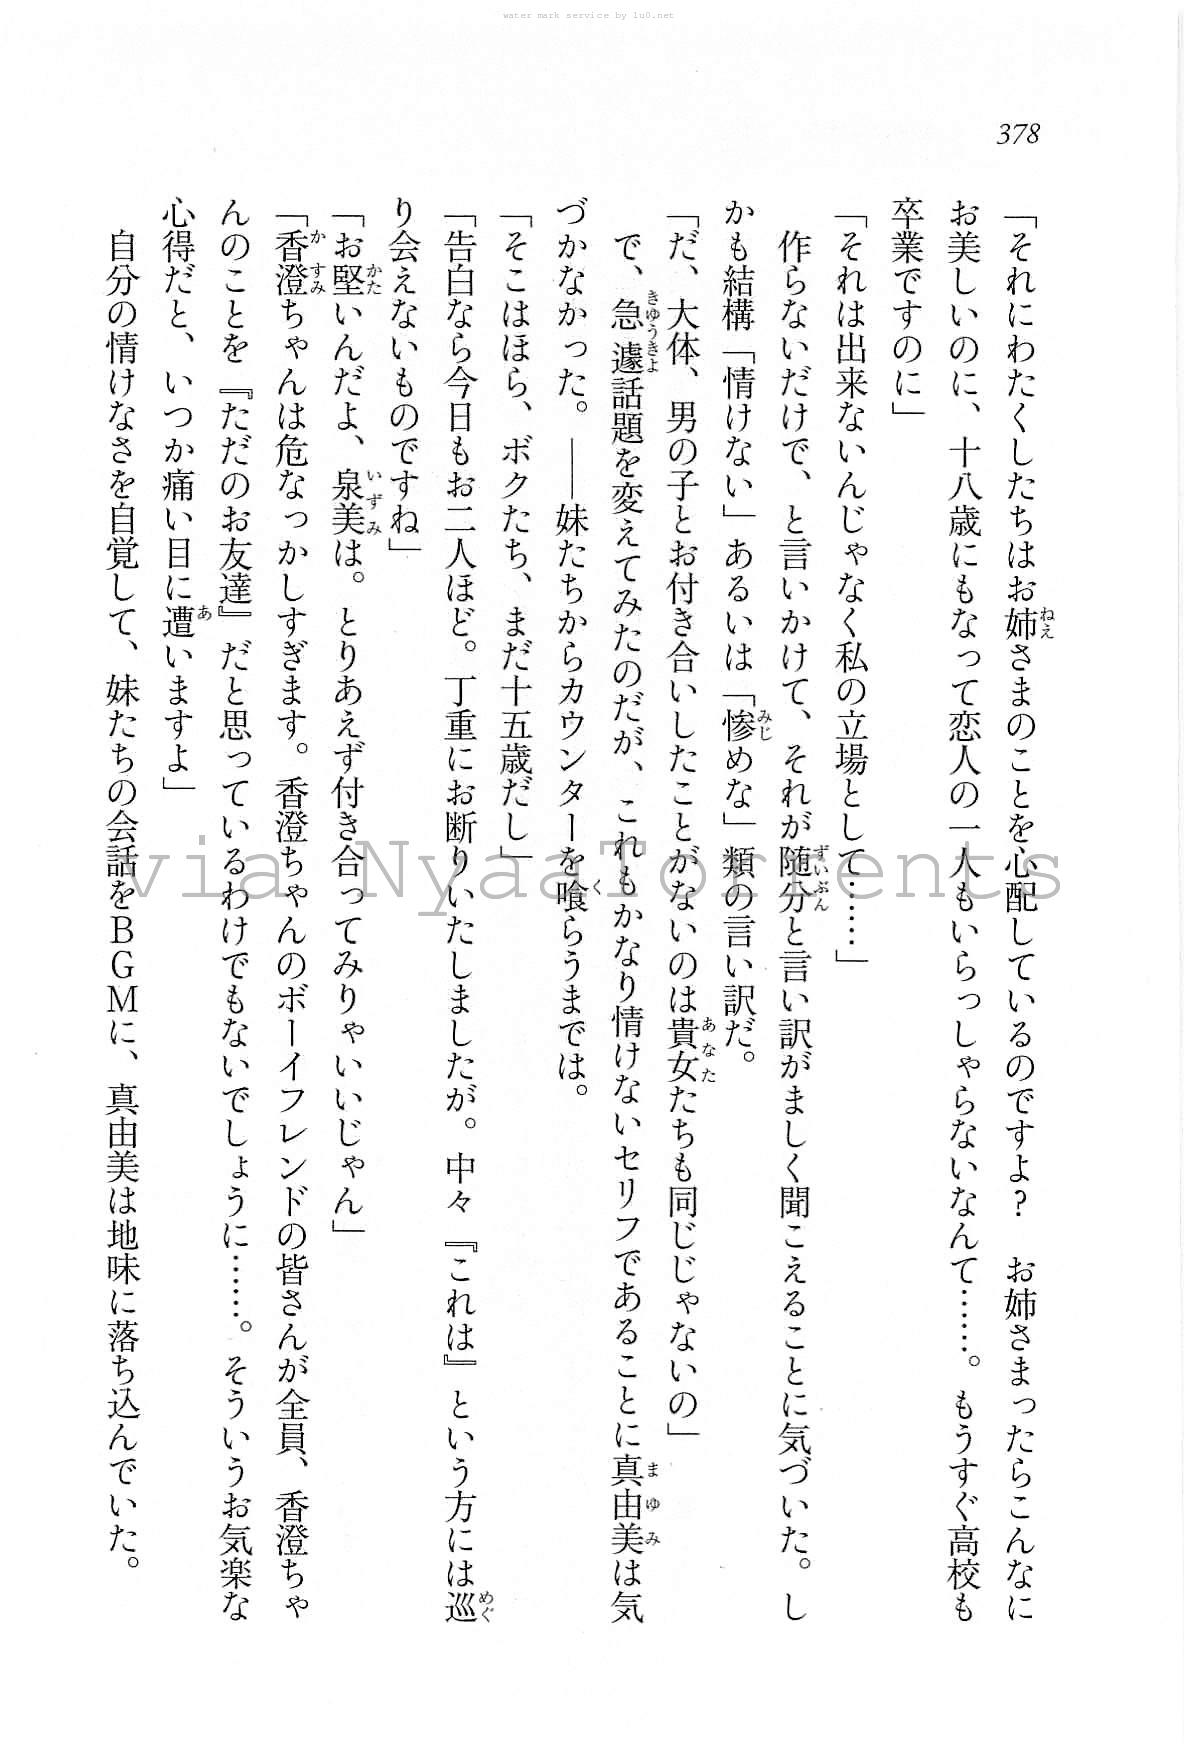 water mark service by lu0.net
378
「それにわたくしたちはお姉さまのことを心配しているのですよ？　お姉さまったらこんなに
お美しいのに、十八歳にもなって恋人の一人もいらっしゃらないなんて……。もうすぐ高校も
卒業ですのに」
「それは出来ないんじゃなく私の立場として……」
　作らないだけで、と言いかけて、それが随分と言い訳がましく聞こえることに気づいた。し
かも結構「情けない」あるいは「惨めな」類の言い訳だ。
「だ、大体、男の子とお付き合いしたことがないのは貴女たちも同じじゃないの」
　で、急遽話題を変えてみたのだが、これもかなり情けないセリフであることに真由美は気
づかなかった。――妹たちからカウンターを喰らうまでは。
「そこはほら、ボクたち、まだ十五歳だし」
「告白なら今日もお二人ほど。丁重にお断りいたしましたが。中々『これは』という方には巡
り会えないものですね」
「お堅いんだよ、泉美は。とりあえず付き合ってみりゃいいじゃん」
「香澄ちゃんは危なっかしすぎます。香澄ちゃんのボーイフレンドの皆さんが全員、香澄ちゃ
んのことを『ただのお友達』だと思っているわけでもないでしょうに……。そういうお気楽な
心得だと、いつか痛い目に遭いますよ」
　自分の情けなさを自覚して、妹たちの会話をＢＧＭに、真由美は地味に落ち込んでいた。
via NyaaTorrents